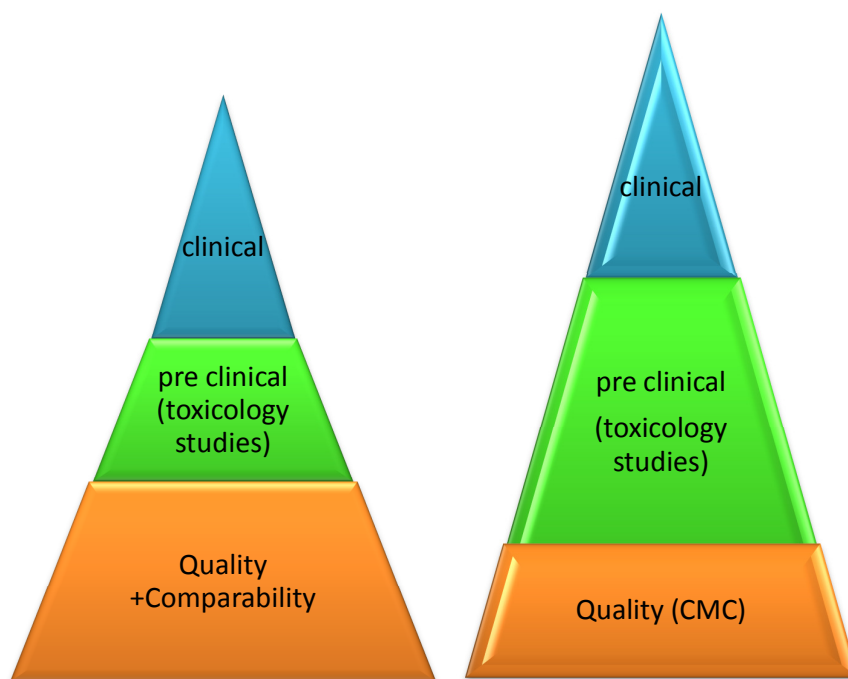 clinical
pre clinical
(toxicology
studies)
Quality
+Comparability
clinical
pre clinical
(toxicology
studies)
Quality (CMC)